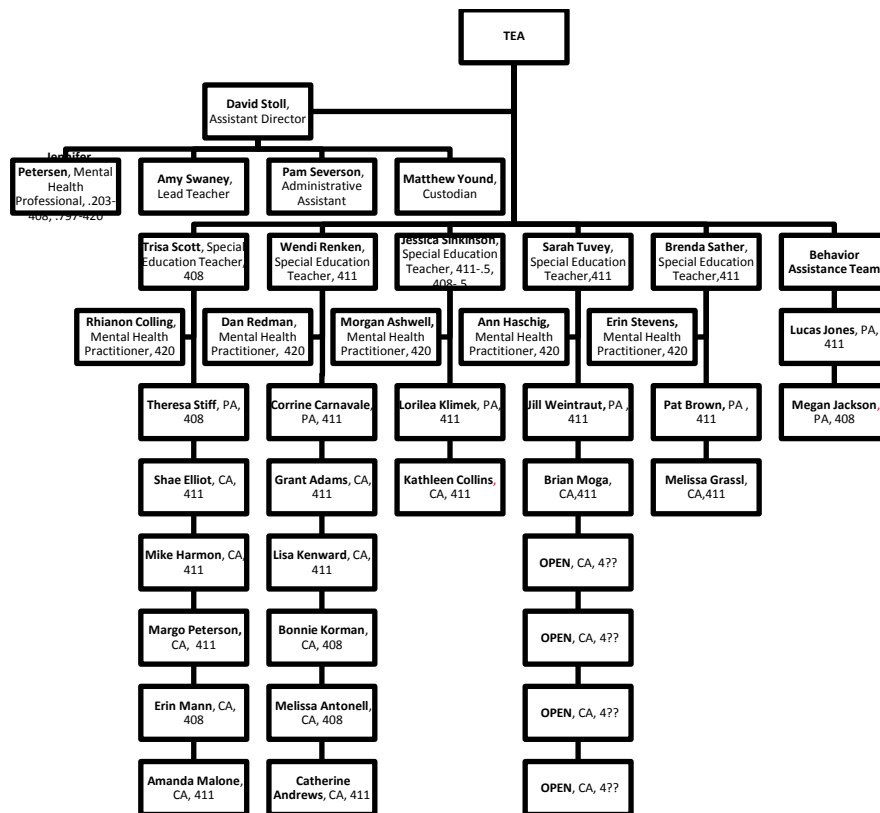 TEA
David Stoll,
Assistant Director
Jennifer
Petersen, Mental
Health
Professional, .203-
408, .797-420
Amy Swaney,
Lead Teacher
Pam Severson,
Administrative
Assistant
Matthew Yound,
Custodian
Trisa Scott, Special
Education Teacher,
408
Wendi Renken,
Special Education
Teacher, 411
Jessica Sinkinson,
Special Education
Teacher, 411-.5,
408-.5
Sarah Tuvey,
Special Education
Teacher,411
Brenda Sather,
Special Education
Teacher,411
Behavior
Assistance Team
Rhianon Colling,
Mental Health
Practitioner, 420
Dan Redman,
Mental Health
Practitioner, 420
Morgan Ashwell,
Mental Health
Practitioner, 420
Ann Haschig,
Mental Health
Practitioner, 420
Erin Stevens,
Mental Health
Practitioner, 420
Lucas Jones, PA,
411
Theresa Stiff, PA,
408
Corrine Carnavale,
PA, 411
Lorilea Klimek, PA,
411
Jill Weintraut, PA ,
411
Pat Brown, PA ,
411
Megan Jackson,
PA, 408
Shae Elliot, CA,
411
Grant Adams, CA,
411
Kathleen Collins,
CA, 411
Brian Moga,
CA,411
Melissa Grassl,
CA,411
Mike Harmon, CA,
411
Lisa Kenward, CA,
411
OPEN, CA, 4??
Margo Peterson,
CA, 411
Bonnie Korman,
CA, 408
OPEN, CA, 4??
Erin Mann, CA,
408
Melissa Antonell,
CA, 408
OPEN, CA, 4??
Amanda Malone,
CA, 411
Catherine
Andrews, CA, 411
OPEN, CA, 4??